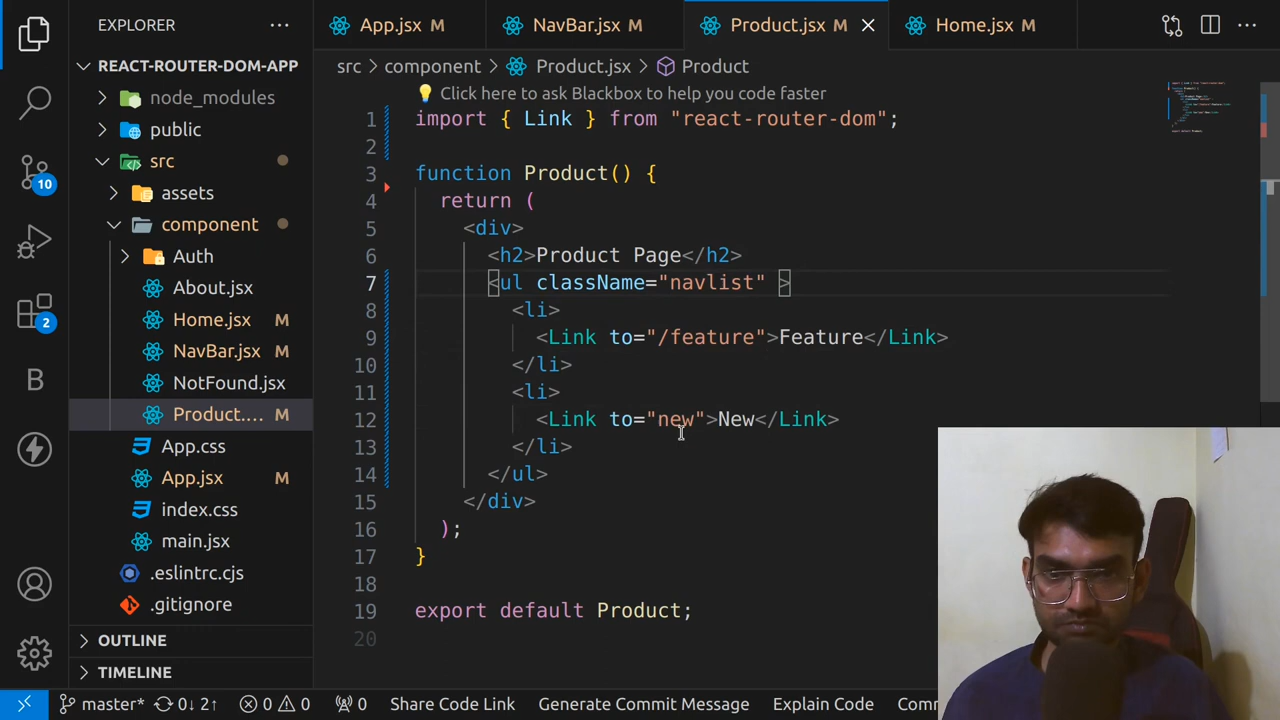 EXPLORER
REACT-ROUTER-DOM-APP
node_modules
public
src
assets
component
Auth
About.jsx
Home.jsx M
NavBar.jsx M
NotFound.jsx
Product.... M
App.css
App.jsx M
index.css
main.jsx
.eslintrc.cjs
.gitignore
OUTLINE
TIMELINE
10
2
B
App.jsx M
NavBar.jsx M
Product.jsx M
Home.jsx M
src > component > Product.jsx > Product
Click here to ask Blackbox to help you code faster
1 import { Link } from "react-router-dom";
2
3 function Product() {
4 return (
5 <div>
6 <h2>Product Page</h2>
7 <ul className="navlist" >
8 <li>
9 <Link to="/feature">Feature</Link>
10 </li>
11 <li>
12 <Link to="new">New</Link>
13 </li>
14 </ul>
15 </div>
16 );
17 }
18
19 export default Product;
20
master* 0↓ 2↑ 0 0 0 Share Code Link Generate Commit Message Explain Code